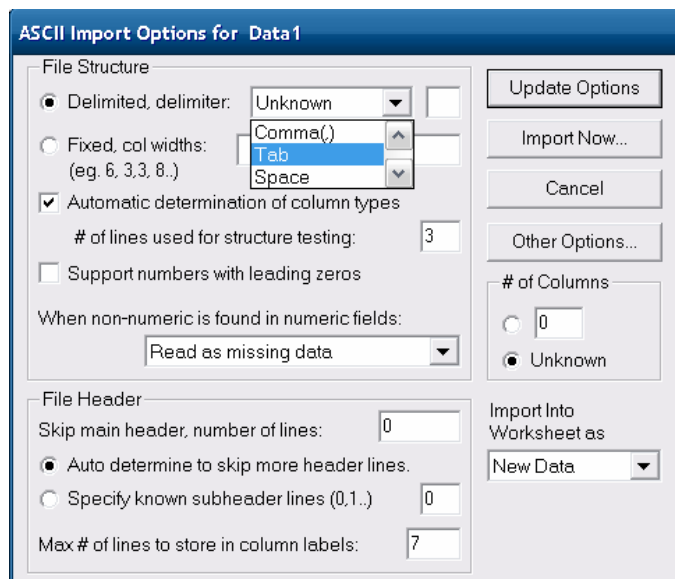 ASCII Import Options for Data1
File Structure
Delimited, delimiter: Unknown
Comma(,)
Tab
Space
Fixed, col widths:
(eg. 6, 3,3, 8..)
Automatic determination of column types
# of lines used for structure testing: 3
Support numbers with leading zeros
When non-numeric is found in numeric fields:
Read as missing data
File Header
Skip main header, number of lines: 0
Auto determine to skip more header lines.
Specify known subheader lines (0,1..) 0
Max # of lines to store in column labels: 7
Update Options
Import Now...
Cancel
Other Options...
# of Columns
0
Unknown
Import Into
Worksheet as
New Data